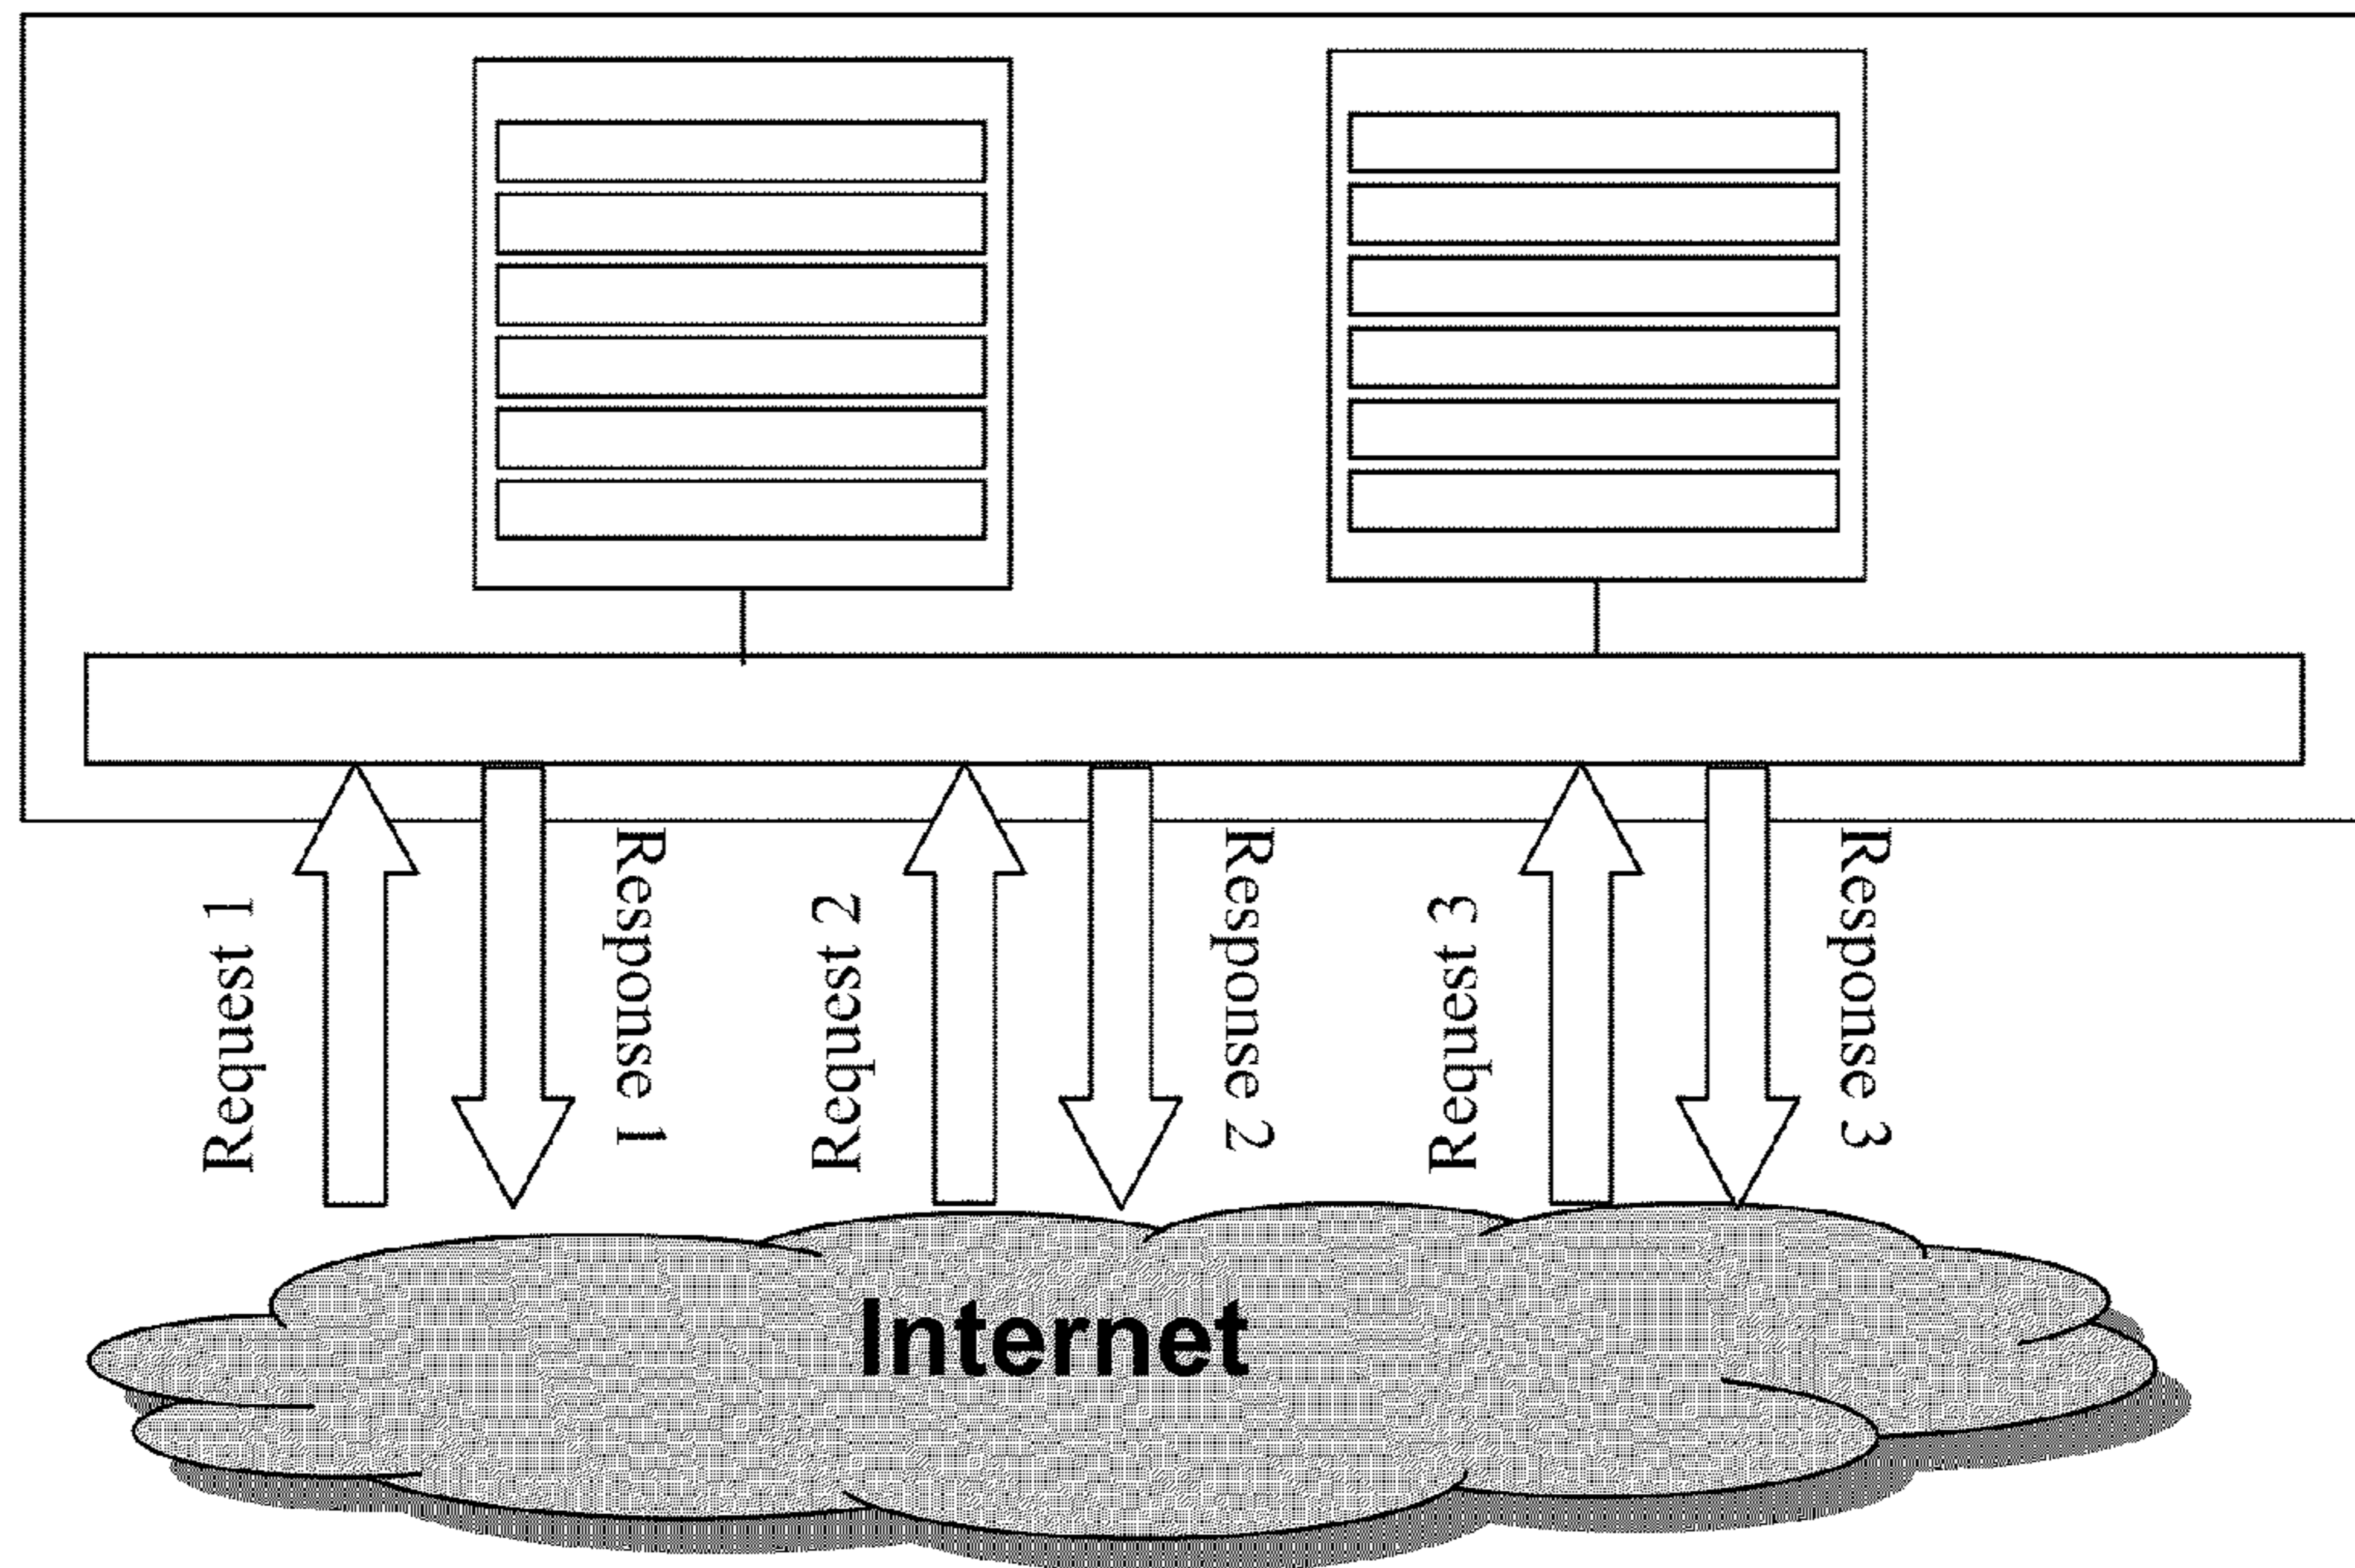 Request 1
Response 1
Request 2
Response 2
Request 3
Response 3
Internet